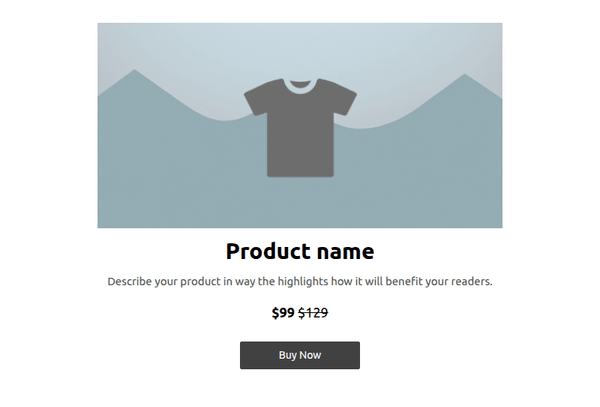 Product name
Describe your product in way the highlights how it will benefit your readers.
$99 $129
Buy Now